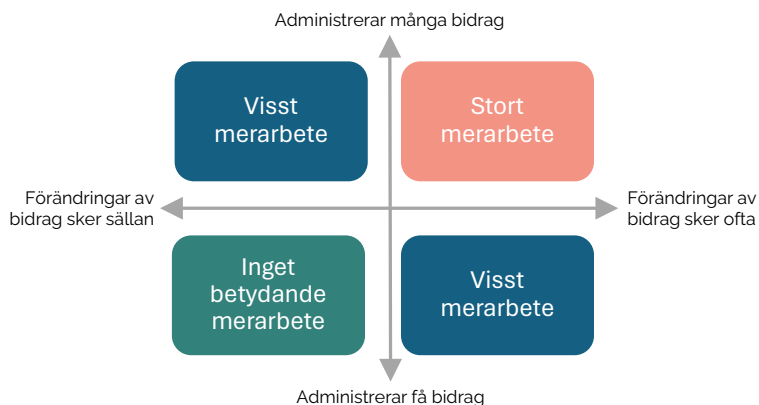 Administrerar många bidrag
Visst
merarbete
Stort
merarbete
Förändringar av
bidrag sker sällan
Förändringar av
bidrag sker ofta
Inget
betydande
merarbete
Visst
merarbete
Administrerar få bidrag